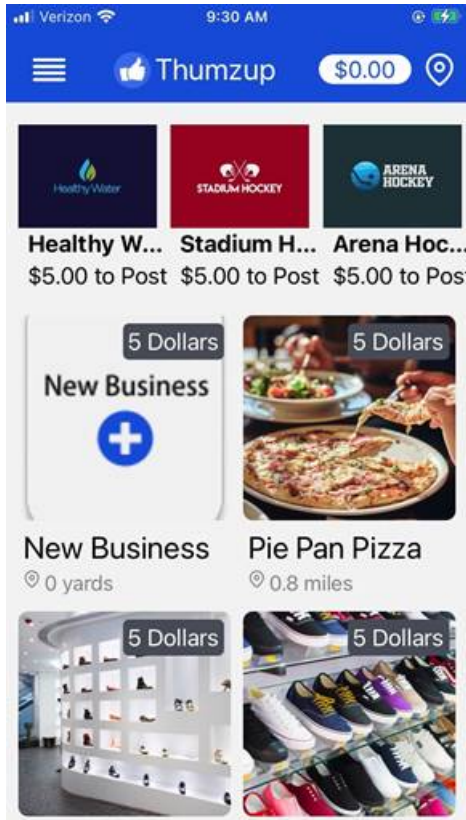 Verizon 9:30 AM
Thumzup $0.00
Healthy Water
STADIUM HOCKEY
ARENA
HOCKEY
Healthy W... Stadium H... Arena Hoc...
$5.00 to Post $5.00 to Post $5.00 to Pos
5 Dollars 5 Dollars
New Business
New Business Pie Pan Pizza
0 yards 0.8 miles
5 Dollars 5 Dollars